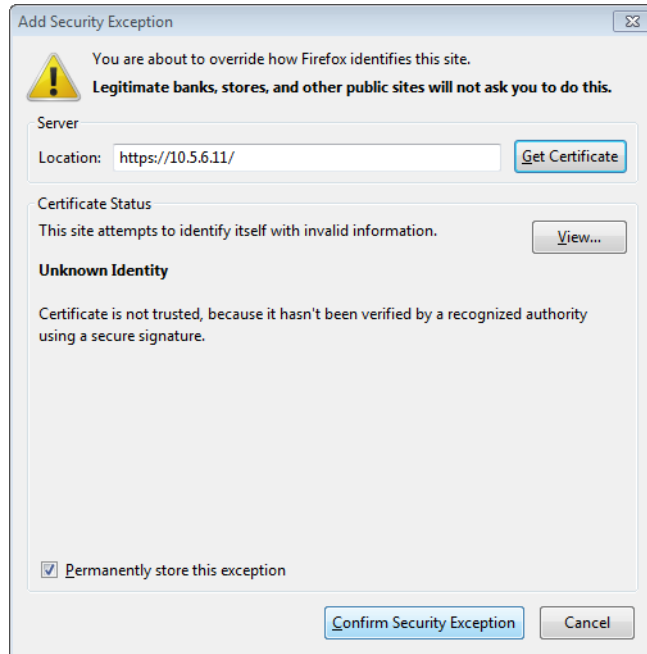 Add Security Exception
You are about to override how Firefox identifies this site.
Legitimate banks, stores, and other public sites will not ask you to do this.
Server
Location: https://10.5.6.11/ Get Certificate
Certificate Status
This site attempts to identify itself with invalid information.
View...
Unknown Identity
Certificate is not trusted, because it hasn't been verified by a recognized authority
using a secure signature.
Permanently store this exception
Confirm Security Exception Cancel